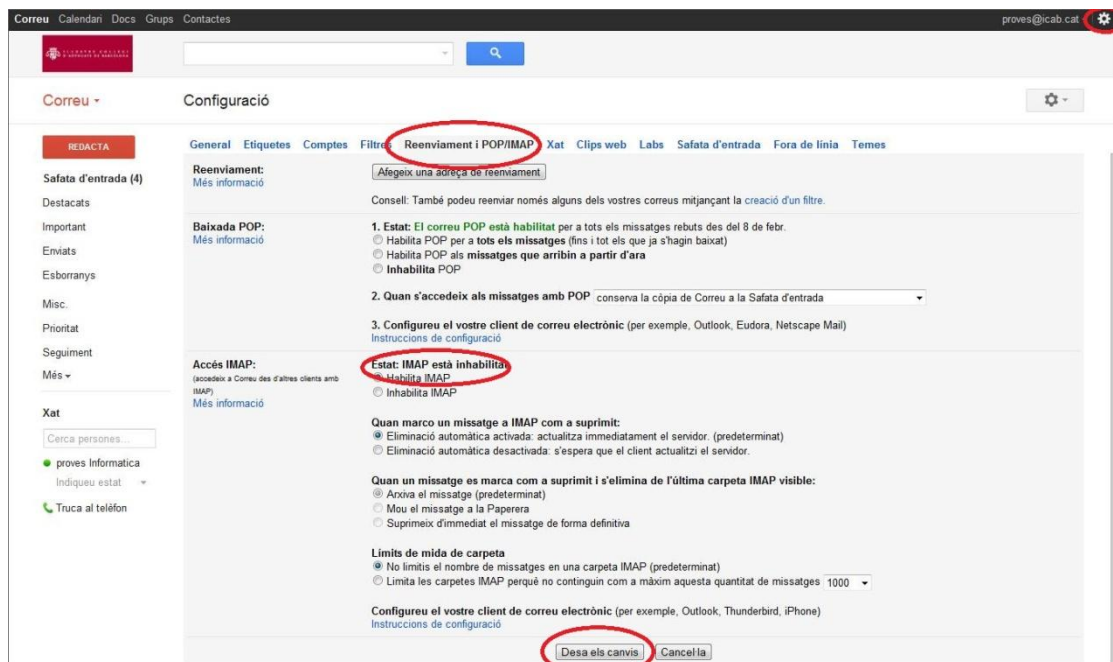 Correu Calendari Docs Grups Contactes
proves@icab.cat
Correu
Configuració
REDACTA
Safata d'entrada (4)
Destacats
Important
Enviats
Esborranys
Misc.
Prioritat
Seguiment
Més
Xat
Cerca persones...
proves Informatica
Indiqueu estat
Truca al telèfon
General Etiquetes Comptes Filtres Reenviament i POP/IMAP Xat Clips web Labs Safata d'entrada Fora de línia Temes
Reenviament:
Més informació
Afegeix una adreça de reenviament
Consell: També podeu reenviar només alguns dels vostres correus mitjançant la creació d'un filtre.
Baixada POP:
Més informació
1. Estat: El correu POP està habilitat per a tots els missatges rebuts des del 8 de febr.
Habilita POP per a tots els missatges (fins i tot els que ja s'hagin baixat)
Habilita POP als missatges que arribin a partir d'ara
Inhabilita POP
2. Quan s'accedeix als missatges amb POP conserva la còpia de Correu a la Safata d'entrada
3. Configureu el vostre client de correu electrònic (per exemple, Outlook, Eudora, Netscape Mail)
Instruccions de configuració
Accés IMAP:
(accedeix a Correu des d'altres clients amb
IMAP)
Més informació
Estat: IMAP està inhabilitat
Habilita IMAP
Inhabilita IMAP
Quan marco un missatge a IMAP com a suprimit:
Eliminació automàtica activada: actualitza immediatament el servidor. (predeterminat)
Eliminació automàtica desactivada: s'espera que el client actualitzi el servidor.
Quan un missatge es marca com a suprimit i s'elimina de l'última carpeta IMAP visible:
Arxiva el missatge (predeterminat)
Mou el missatge a la Paperera
Suprimeix d'immediat el missatge de forma definitiva
Límits de mida de carpeta
No limitis el nombre de missatges en una carpeta IMAP (predeterminat)
Limita les carpetes IMAP perquè no continguin com a màxim aquesta quantitat de missatges 1000
Configureu el vostre client de correu electrònic (per exemple, Outlook, Thunderbird, iPhone)
Instruccions de configuració
Desa els canvis Cancel·la